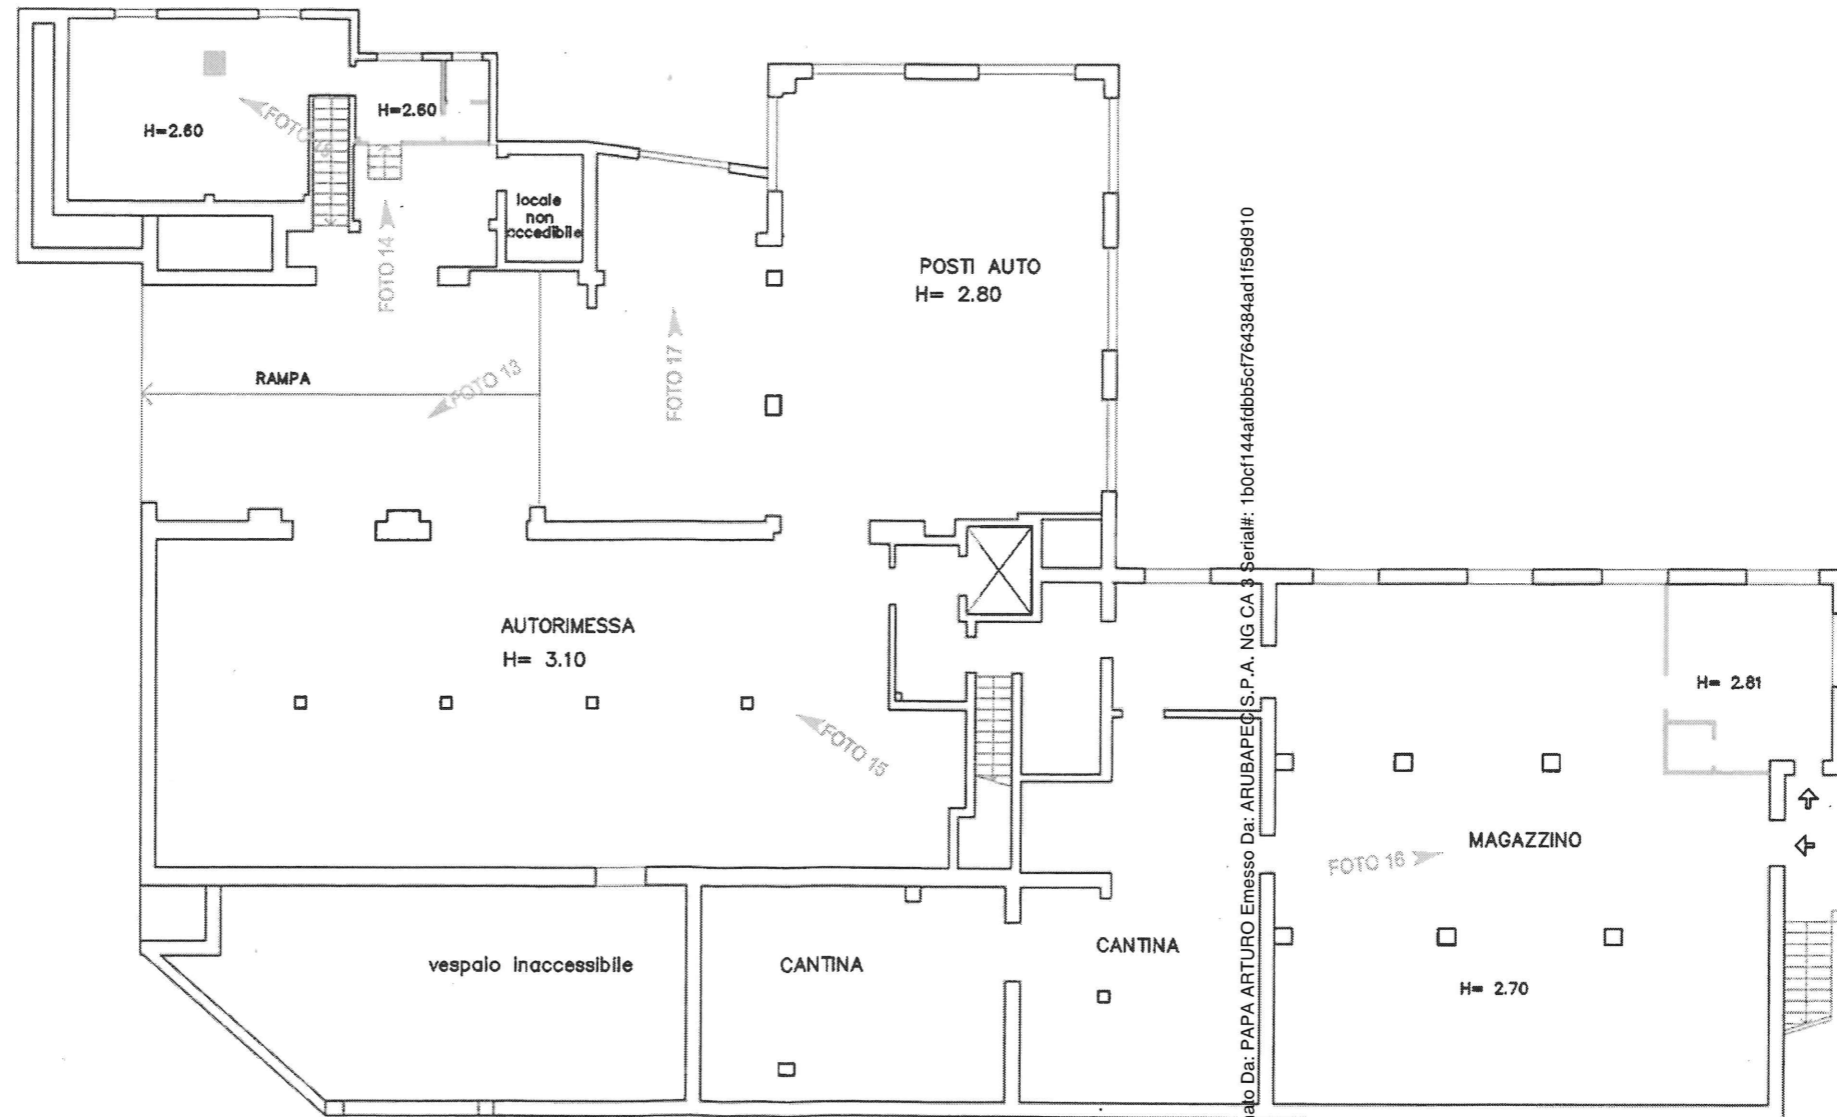 H=2.60
H=2.60
FOTO
locale
non
accedibile
FOTO 14
POSTI AUTO
H= 2.80
RAMPA
FOTO 13
FOTO 17
AUTORIMESSA
H= 3.10
FOTO 15
H= 2.81
MAGAZZINO
FOTO 16
H= 2.70
vespaio inaccessibile
CANTINA
CANTINA
Da: PAPA ARTURO Emesso Da: ARUBAPEC S.P.A. NG CA 3 Serial#: 1b0cf144afdbb5cf764384ad1f59d910